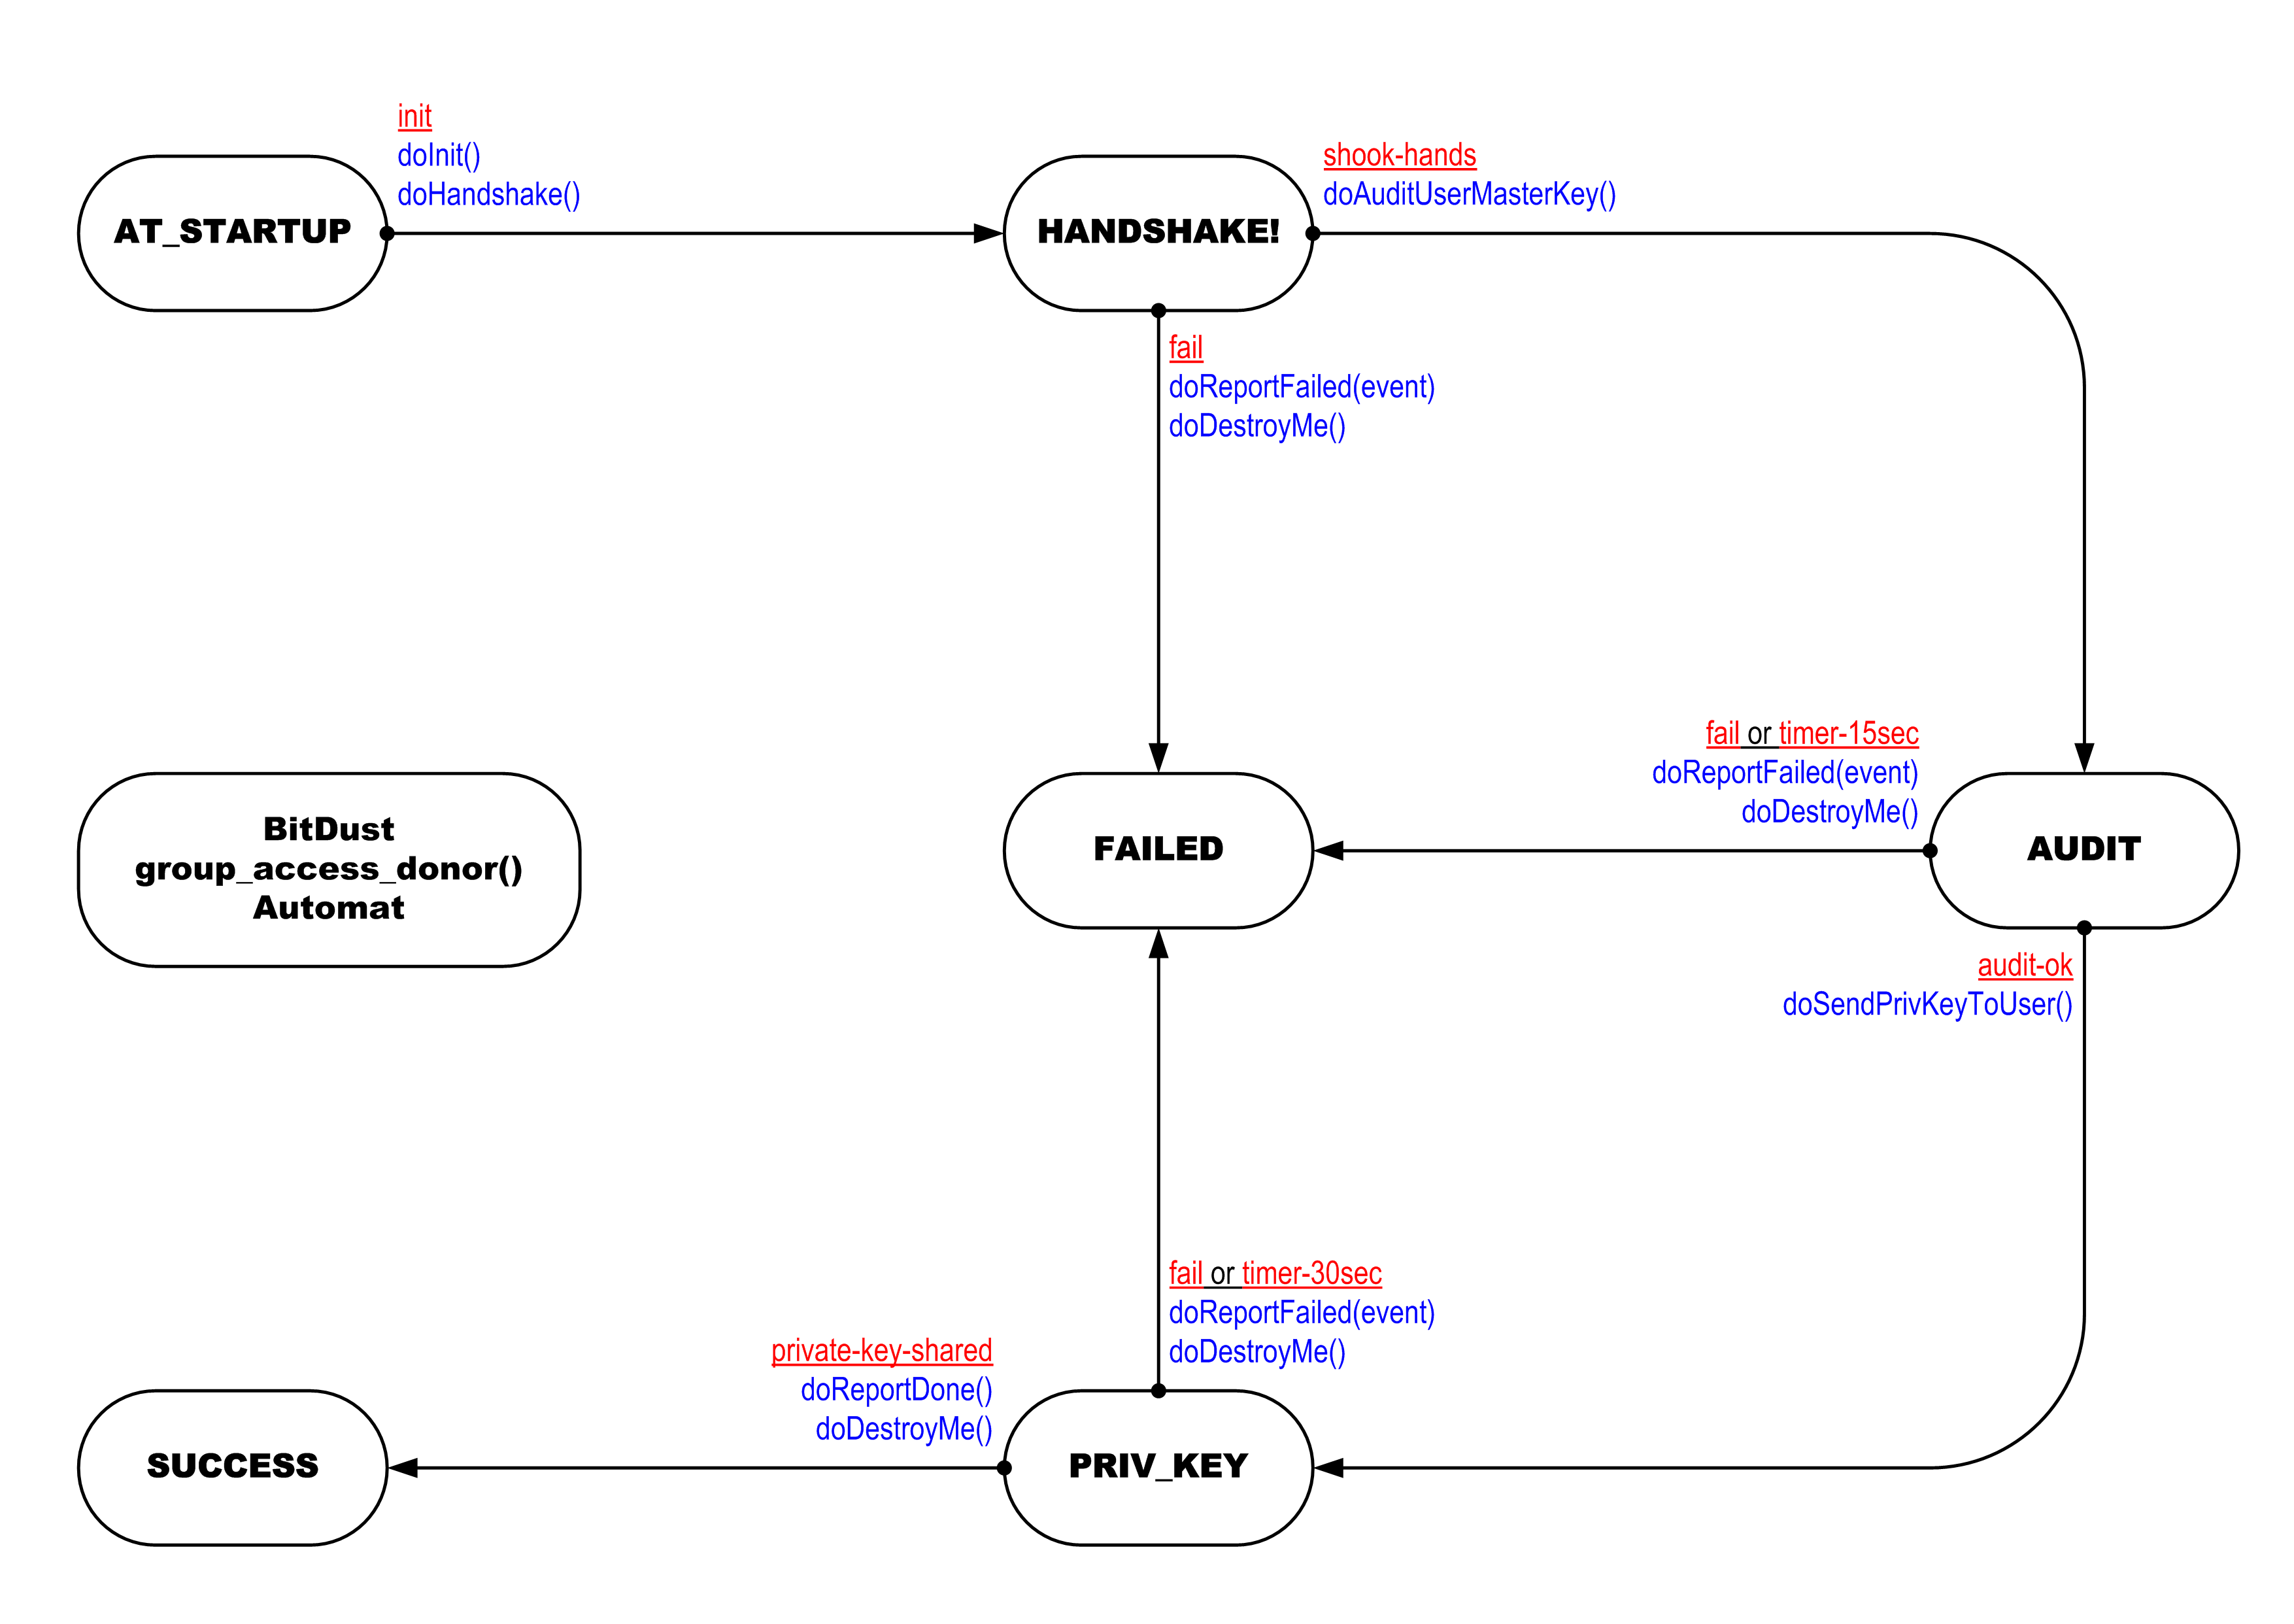 init
doInit()
doHandshake()
AT_STARTUP
HANDSHAKE!
shook-hands
doAuditUserMasterKey()
fail
doReportFailed(event)
doDestroyMe()
fail or timer-15sec
doReportFailed(event)
doDestroyMe()
BitDust
group_access_donor()
Automat
FAILED
AUDIT
audit-ok
doSendPrivKeyToUser()
fail or timer-30sec
doReportFailed(event)
doDestroyMe()
private-key-shared
doReportDone()
doDestroyMe()
SUCCESS
PRIV_KEY